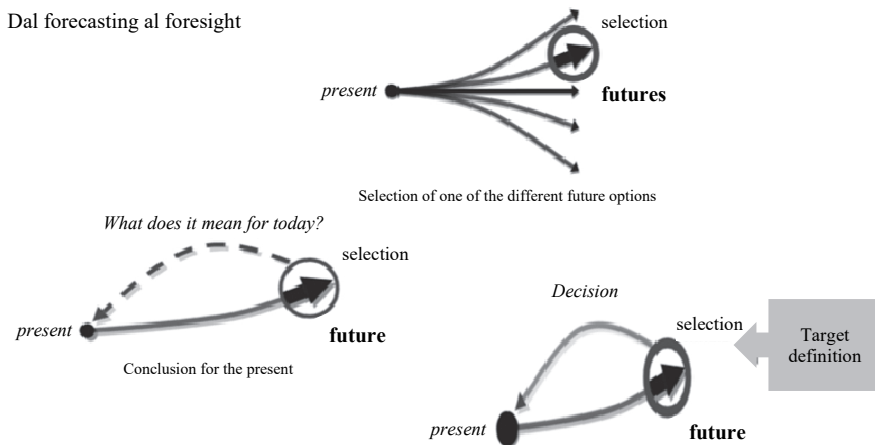 Dal forecasting al foresight
selection
present
futures
Selection of one of the different future options
What does it mean for today?
selection
present
future
Conclusion for the present
Decision
selection
Target
definition
present
future